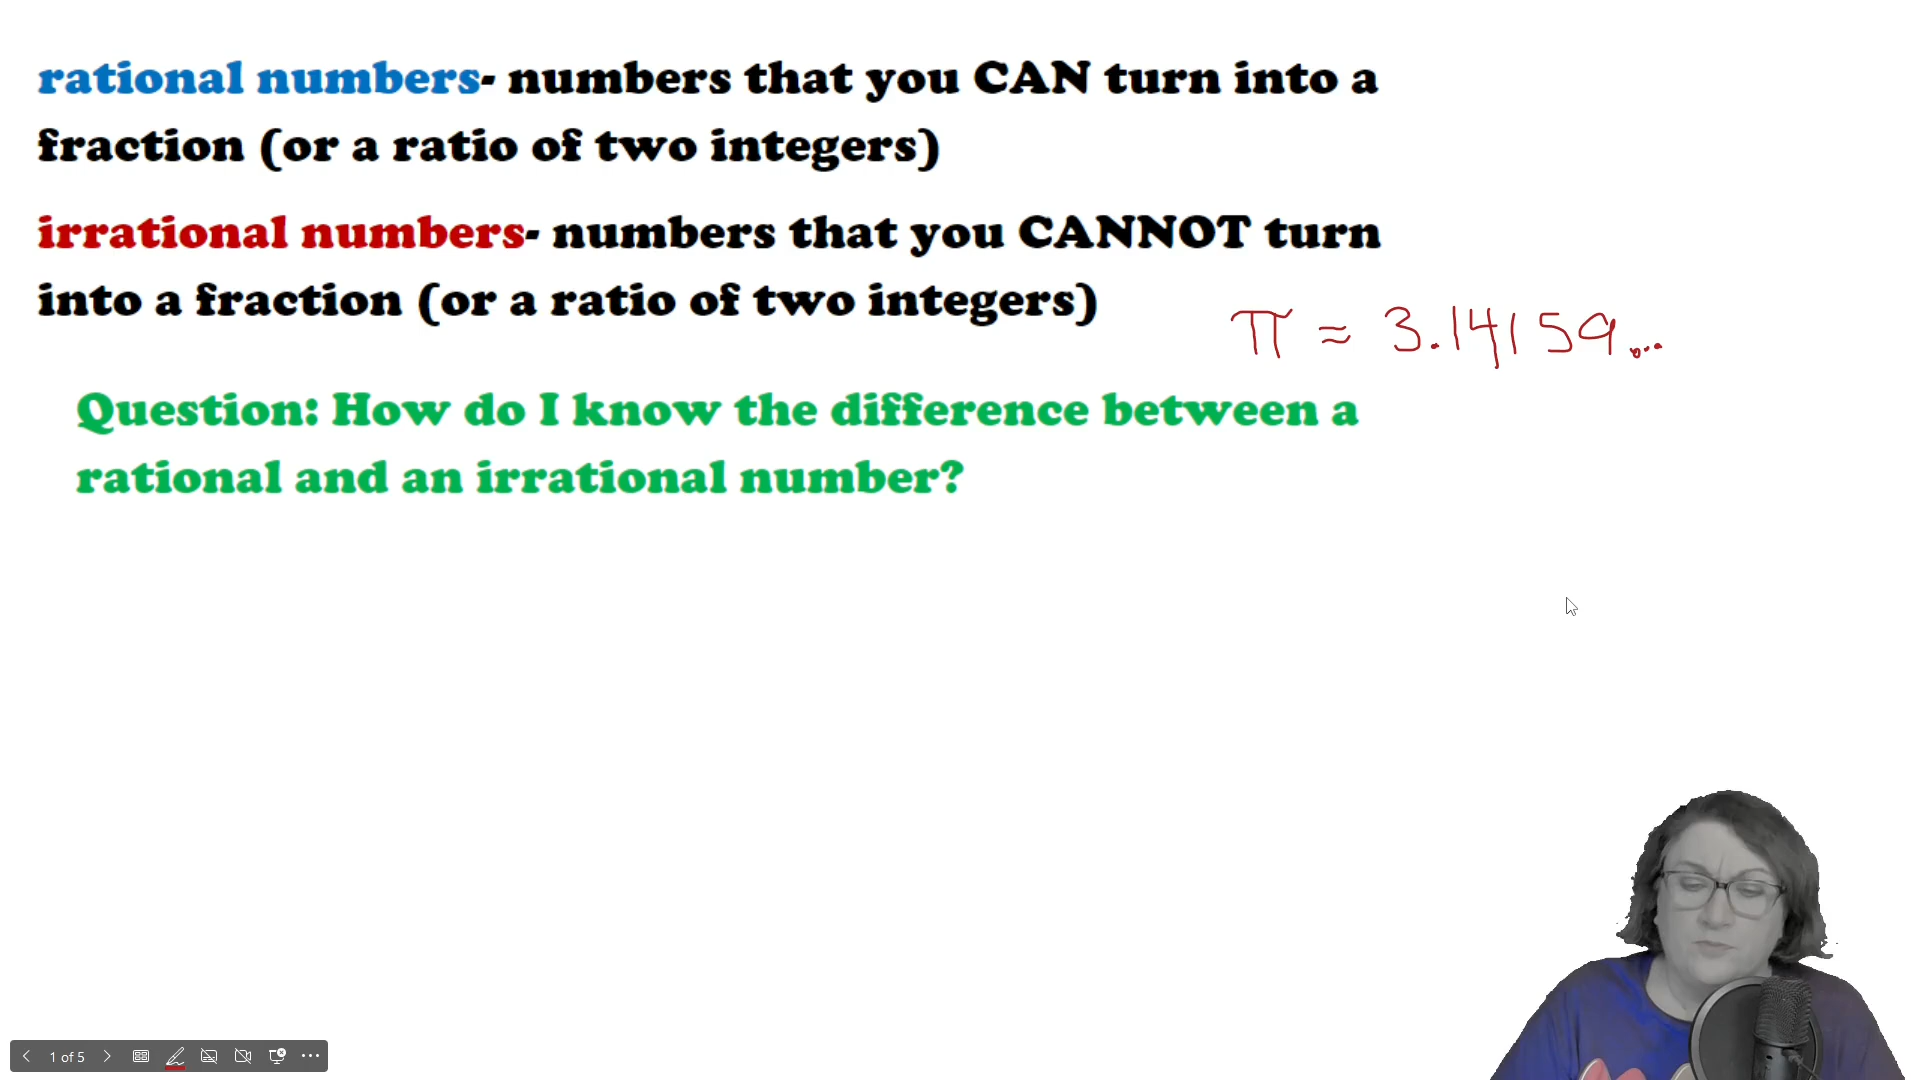 rational numbers- numbers that you CAN turn into a
fraction (or a ratio of two integers)
irrational numbers- numbers that you CANNOT turn
into a fraction (or a ratio of two integers)
π ≈ 3.14159...
Question: How do I know the difference between a
rational and an irrational number?
1 of 5